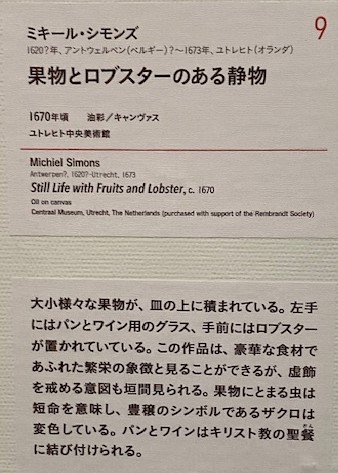 9
ミキール・シモンズ
1620?年、アントウェルペン(ベルギー)?〜1673年、ユトレヒト(オランダ)
果物とロブスターのある静物
1670年頃 油彩/キャンヴァス
ユトレヒト中央美術館
Michiel Simons
Antwerpen?, 1620?-Utrecht, 1673
Still Life with Fruits and Lobster, c. 1670
Oil on canvas
Centraal Museum, Utrecht, The Netherlands (purchased with support of the Rembrandt Society)
大小様々な果物が、皿の上に積まれている。左手
にはパンとワイン用のグラス、手前にはロブスター
が置かれていている。この作品は、豪華な食材で
あふれた繁栄の象徴と見ることができるが、虚飾
を戒める意図も垣間見られる。果物にとまる虫は
短命を意味し、豊穣のシンボルであるザクロは
変色している。パンとワインはキリスト教の聖餐
に結び付けられる。